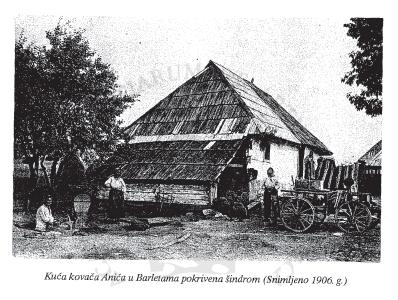 Kuća kovača Anića u Barletama pokrivena šindrom (Snimljeno 1906. g.)